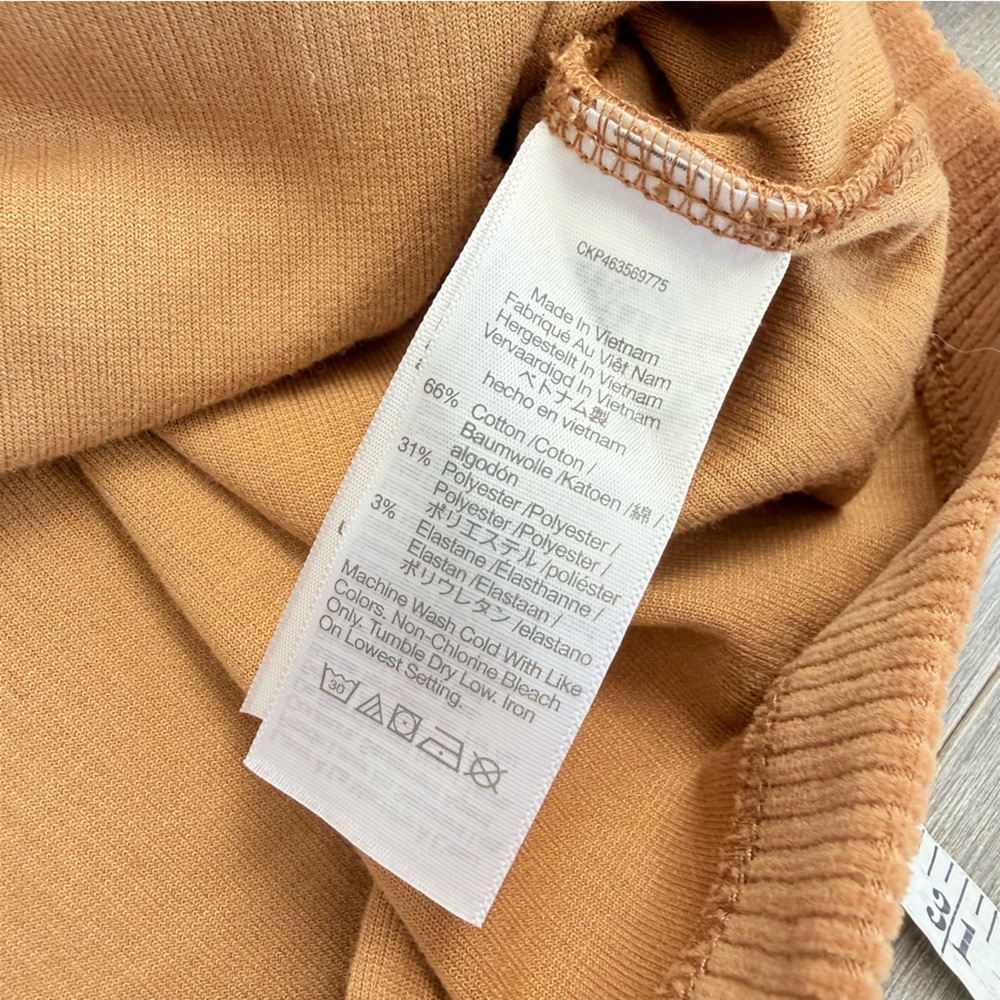 CKP463569775
Made In Vietnam
Fabriqué Au Việt Nam
Hergestellt In Vietnam
Vervaardigd In Vietnam
ベトナム製
hecho en vietnam
66% Cotton /Coton /
Baumwolle /Katoen /綿 /
algodón
31% Polyester /Polyester /
Polyester /Polyester /
ポリエステル /poliéster
3% Elastane /Élasthanne /
Elastan /Elastaan /
ポリウレタン /elastano
Machine Wash Cold With Like
Colors. Non-Chlorine Bleach
Only. Tumble Dry Low. Iron
On Lowest Setting.
30
3
1